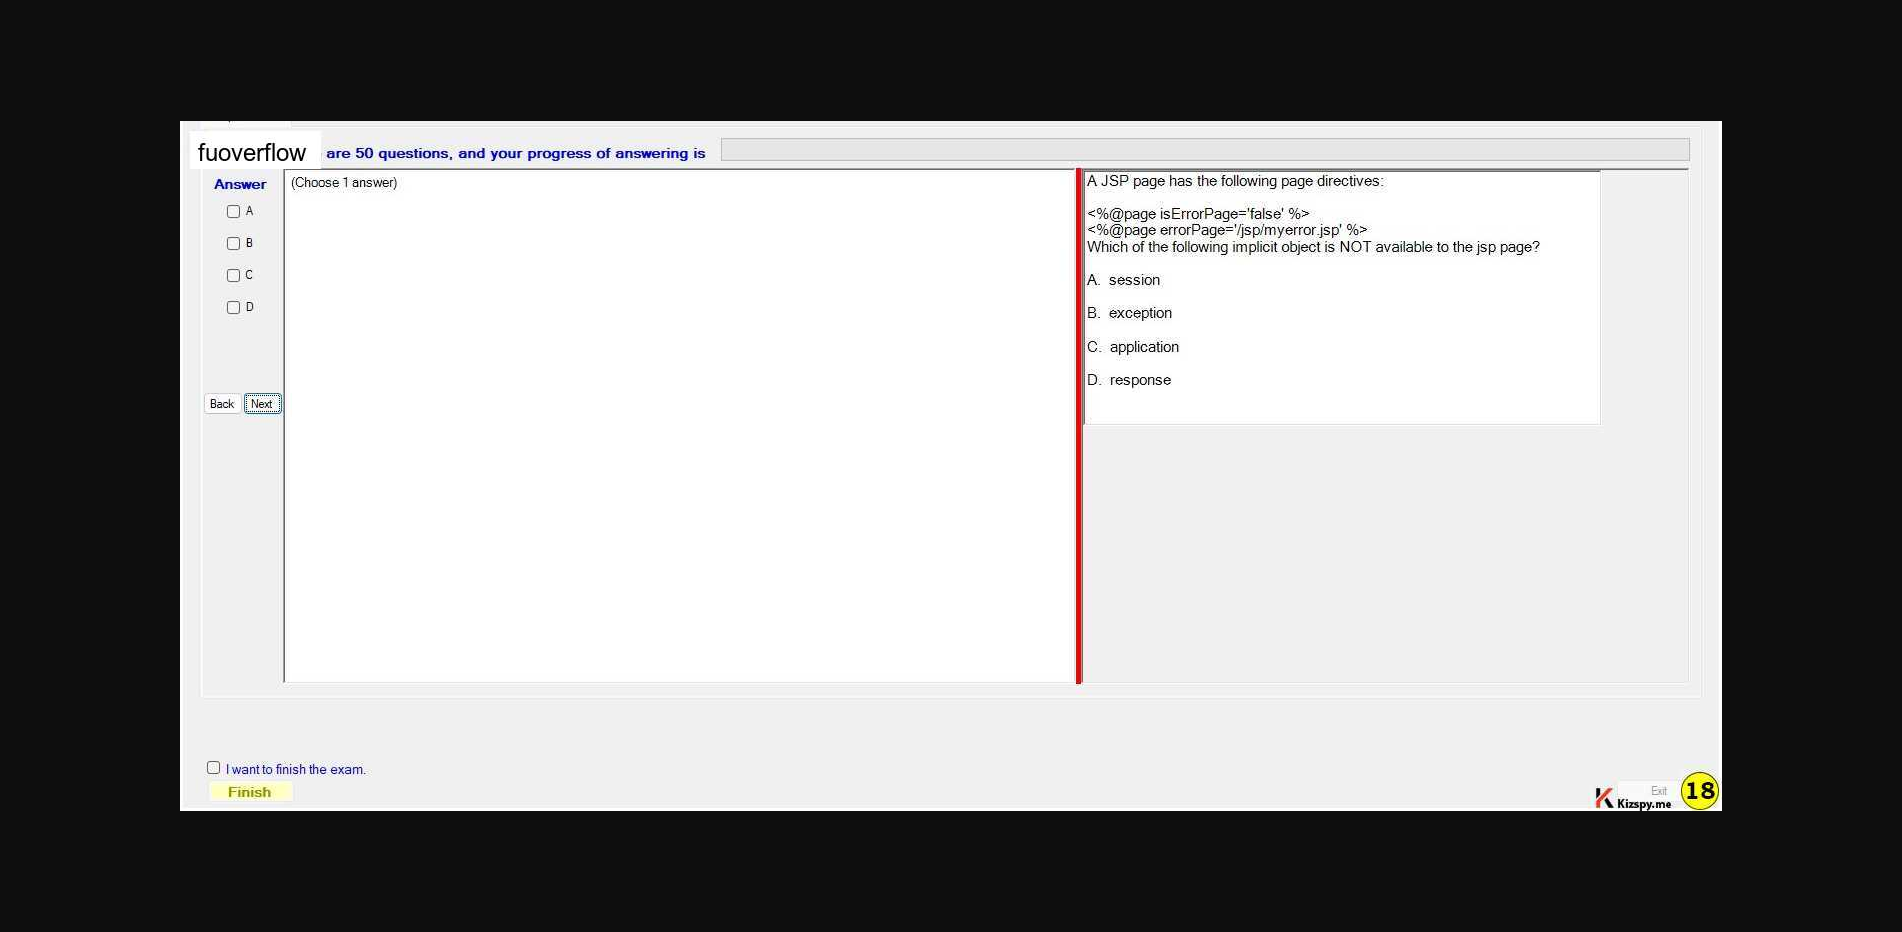 fuoverflow are 50 questions, and your progress of answering is
Answer
A
B
C
D
Back Next
(Choose 1 answer)
A JSP page has the following page directives:
<%@page isErrorPage='false' %>
<%@page errorPage='/jsp/myerror.jsp' %>
Which of the following implicit object is NOT available to the jsp page?
A. session
B. exception
C. application
D. response
I want to finish the exam.
Finish
Exit
Kizspy.me
18